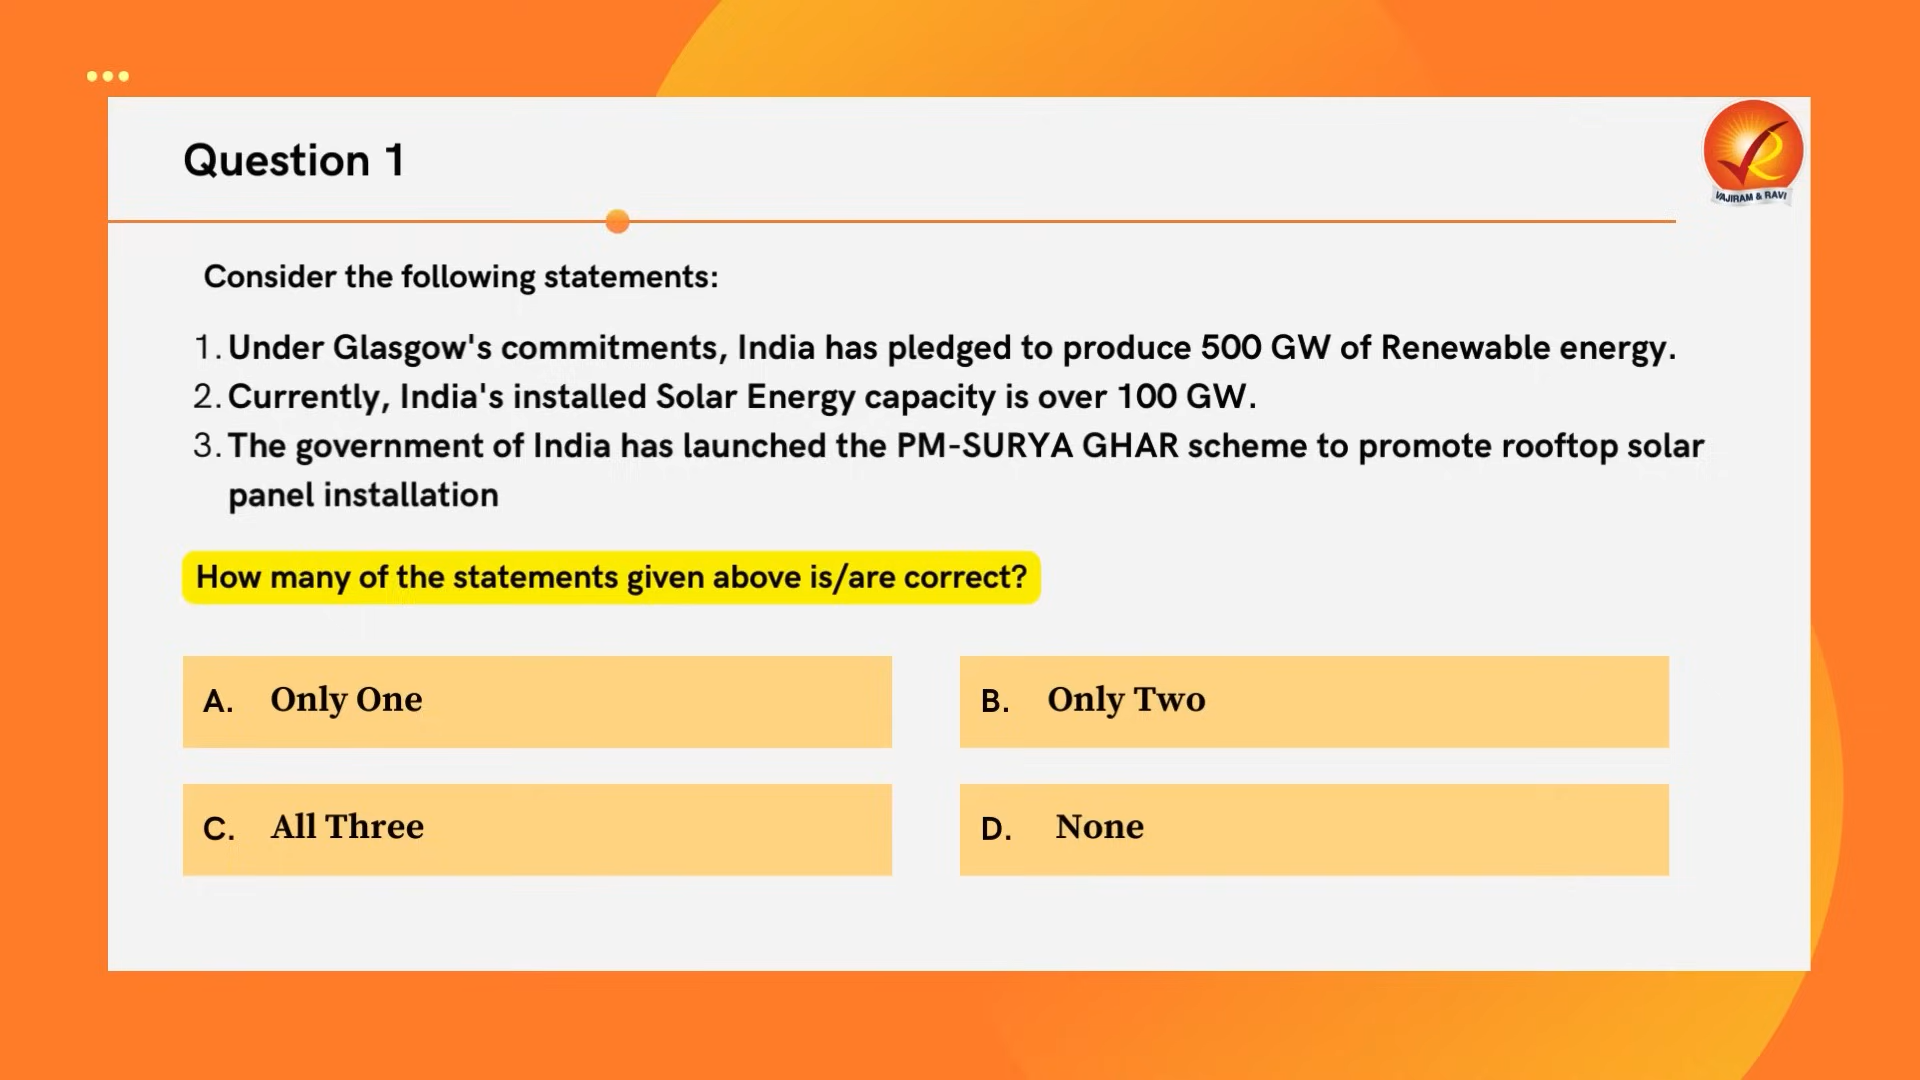 Question 1
VAJIRAM & RAVI
Consider the following statements:
1. Under Glasgow's commitments, India has pledged to produce 500 GW of Renewable energy.
2. Currently, India's installed Solar Energy capacity is over 100 GW.
3. The government of India has launched the PM-SURYA GHAR scheme to promote rooftop solar
panel installation
How many of the statements given above is/are correct?
A. Only One
B. Only Two
C. All Three
D. None